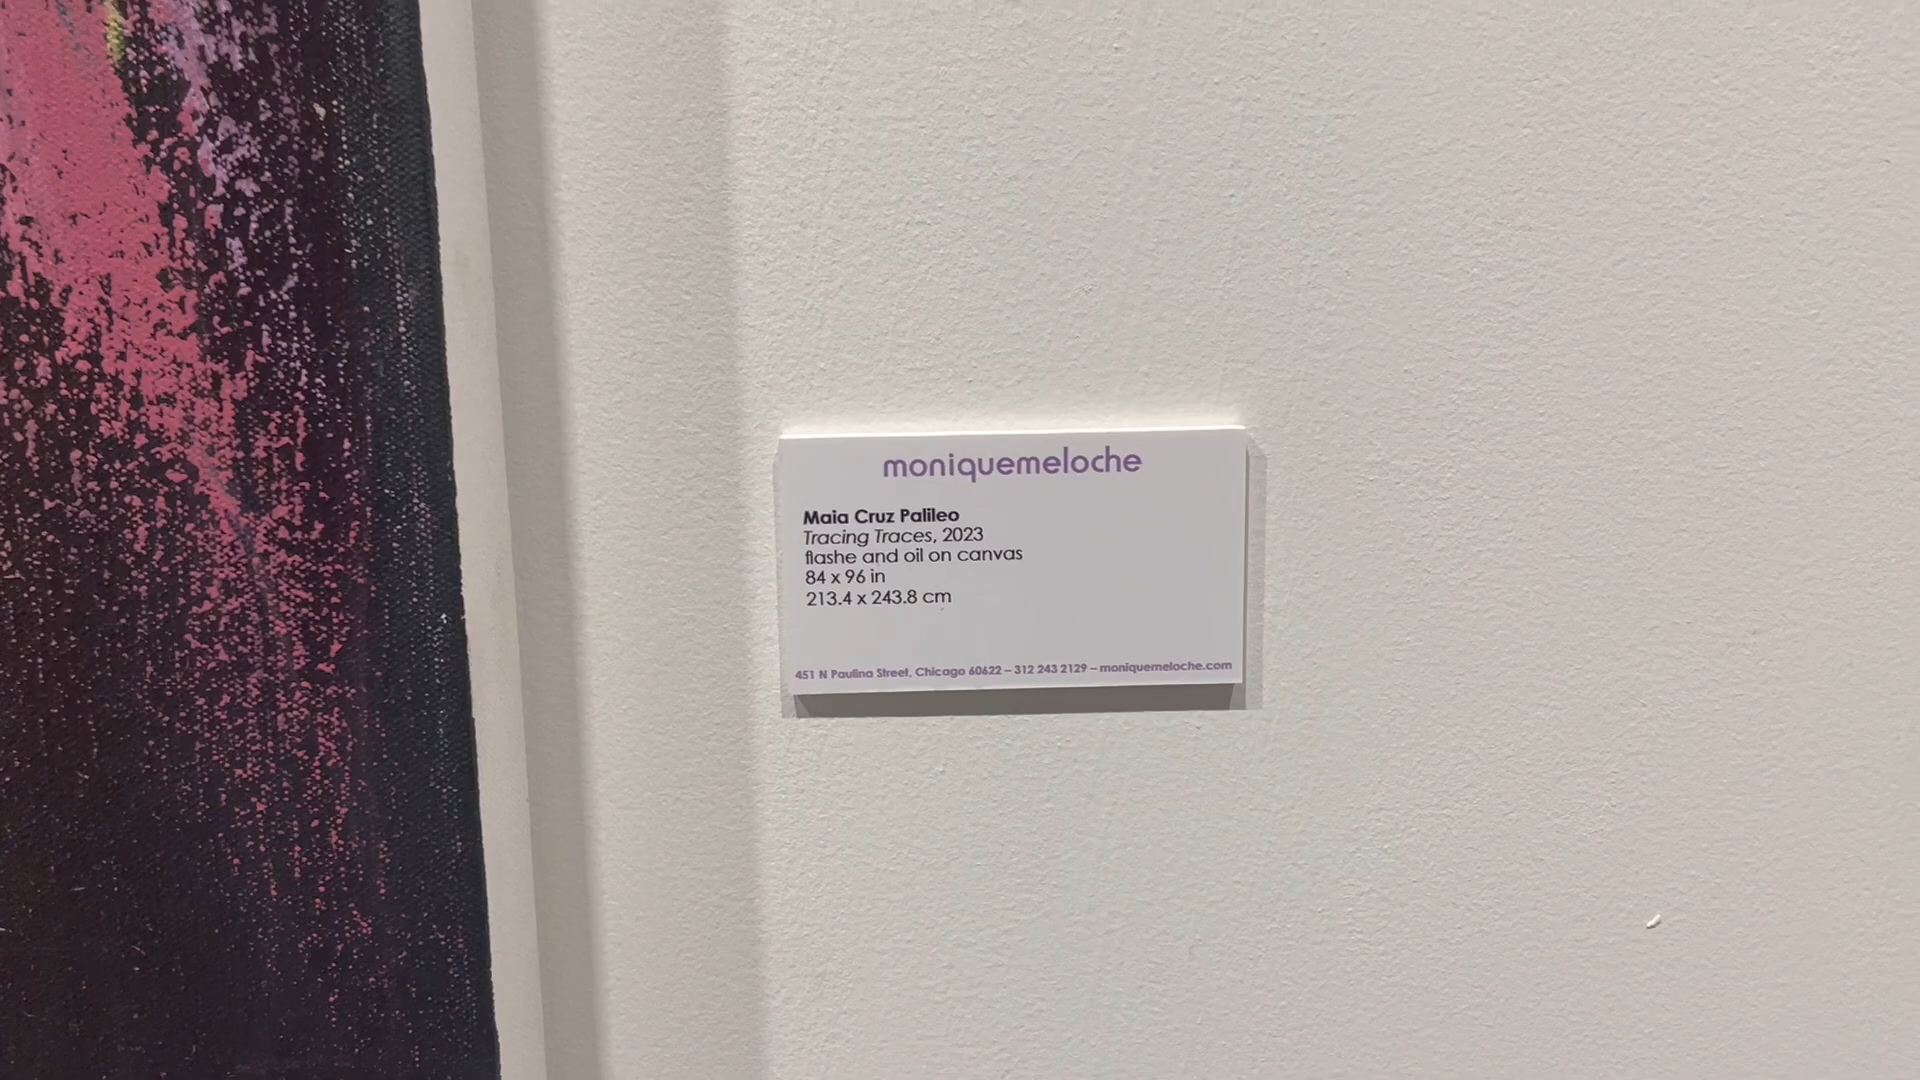 moniquemeloche
Maia Cruz Palileo
Tracing Traces, 2023
flashe and oil on canvas
84 x 96 in
213.4 x 243.8 cm
451 N Paulina Street, Chicago 60622 – 312 243 2129 – moniquemeloche.com